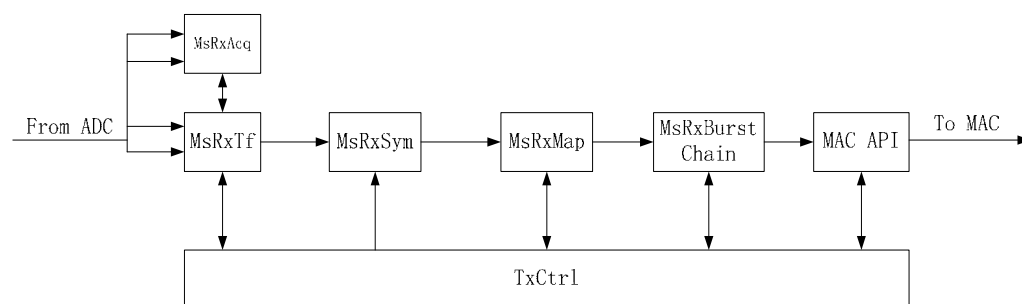 MsRxAcq
From ADC
MsRxTf
MsRxSym
MsRxMap
MsRxBurst
Chain
MAC API
To MAC
TxCtrl